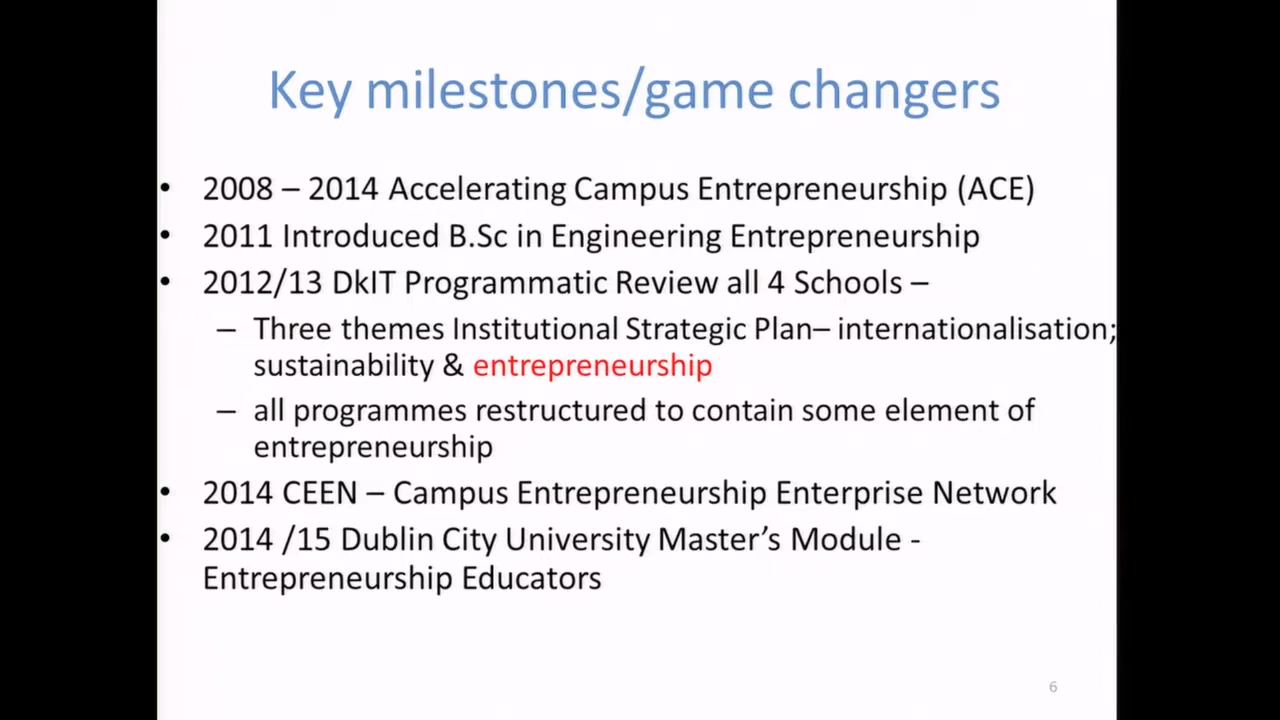 Key milestones/game changers
• 2008 – 2014 Accelerating Campus Entrepreneurship (ACE)
• 2011 Introduced B.Sc in Engineering Entrepreneurship
• 2012/13 DkIT Programmatic Review all 4 Schools –
– Three themes Institutional Strategic Plan– internationalisation;
sustainability & entrepreneurship
– all programmes restructured to contain some element of
entrepreneurship
• 2014 CEEN – Campus Entrepreneurship Enterprise Network
• 2014 /15 Dublin City University Master’s Module -
Entrepreneurship Educators
6